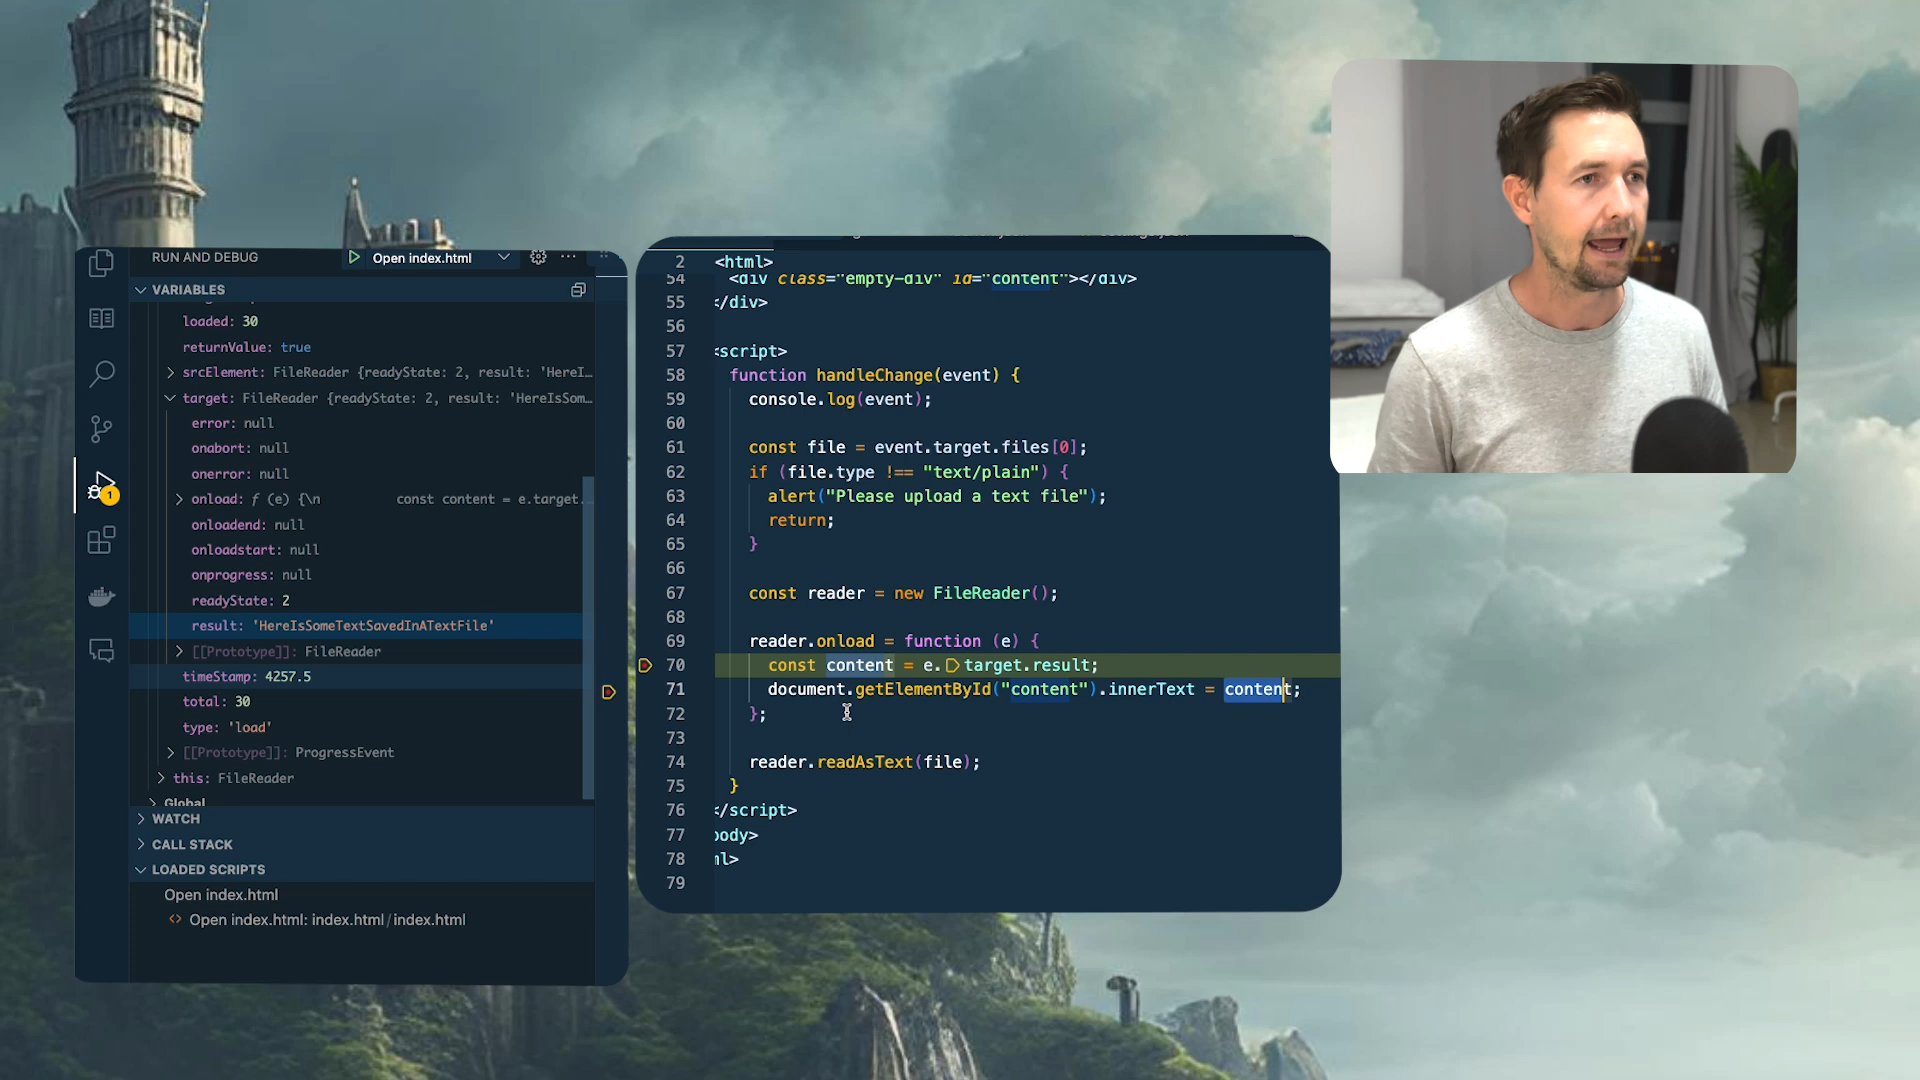 RUN AND DEBUG
Open index.html
VARIABLES
loaded: 30
returnValue: true
srcElement: FileReader {readyState: 2, result: 'HereI…
target: FileReader {readyState: 2, result: 'HereIsSom…
error: null
onabort: null
onerror: null
onload: ƒ (e) {\n const content = e.target.
onloadend: null
onloadstart: null
onprogress: null
readyState: 2
result: 'HereIsSomeTextSavedInATextFile'
[[Prototype]]: FileReader
timeStamp: 4257.5
total: 30
type: 'load'
[[Prototype]]: ProgressEvent
this: FileReader
Global
WATCH
CALL STACK
LOADED SCRIPTS
Open index.html
<> Open index.html: index.html/index.html
1
2 <html>
54 <div class="empty-div" id="content"></div>
55 </div>
56
57 <script>
58 function handleChange(event) {
59 console.log(event);
60
61 const file = event.target.files[0];
62 if (file.type !== "text/plain") {
63 alert("Please upload a text file");
64 return;
65 }
66
67 const reader = new FileReader();
68
69 reader.onload = function (e) {
70 const content = e.target.result;
71 document.getElementById("content").innerText = content;
72 };
73
74 reader.readAsText(file);
75 }
76 </script>
77 body>
78 ml>
79